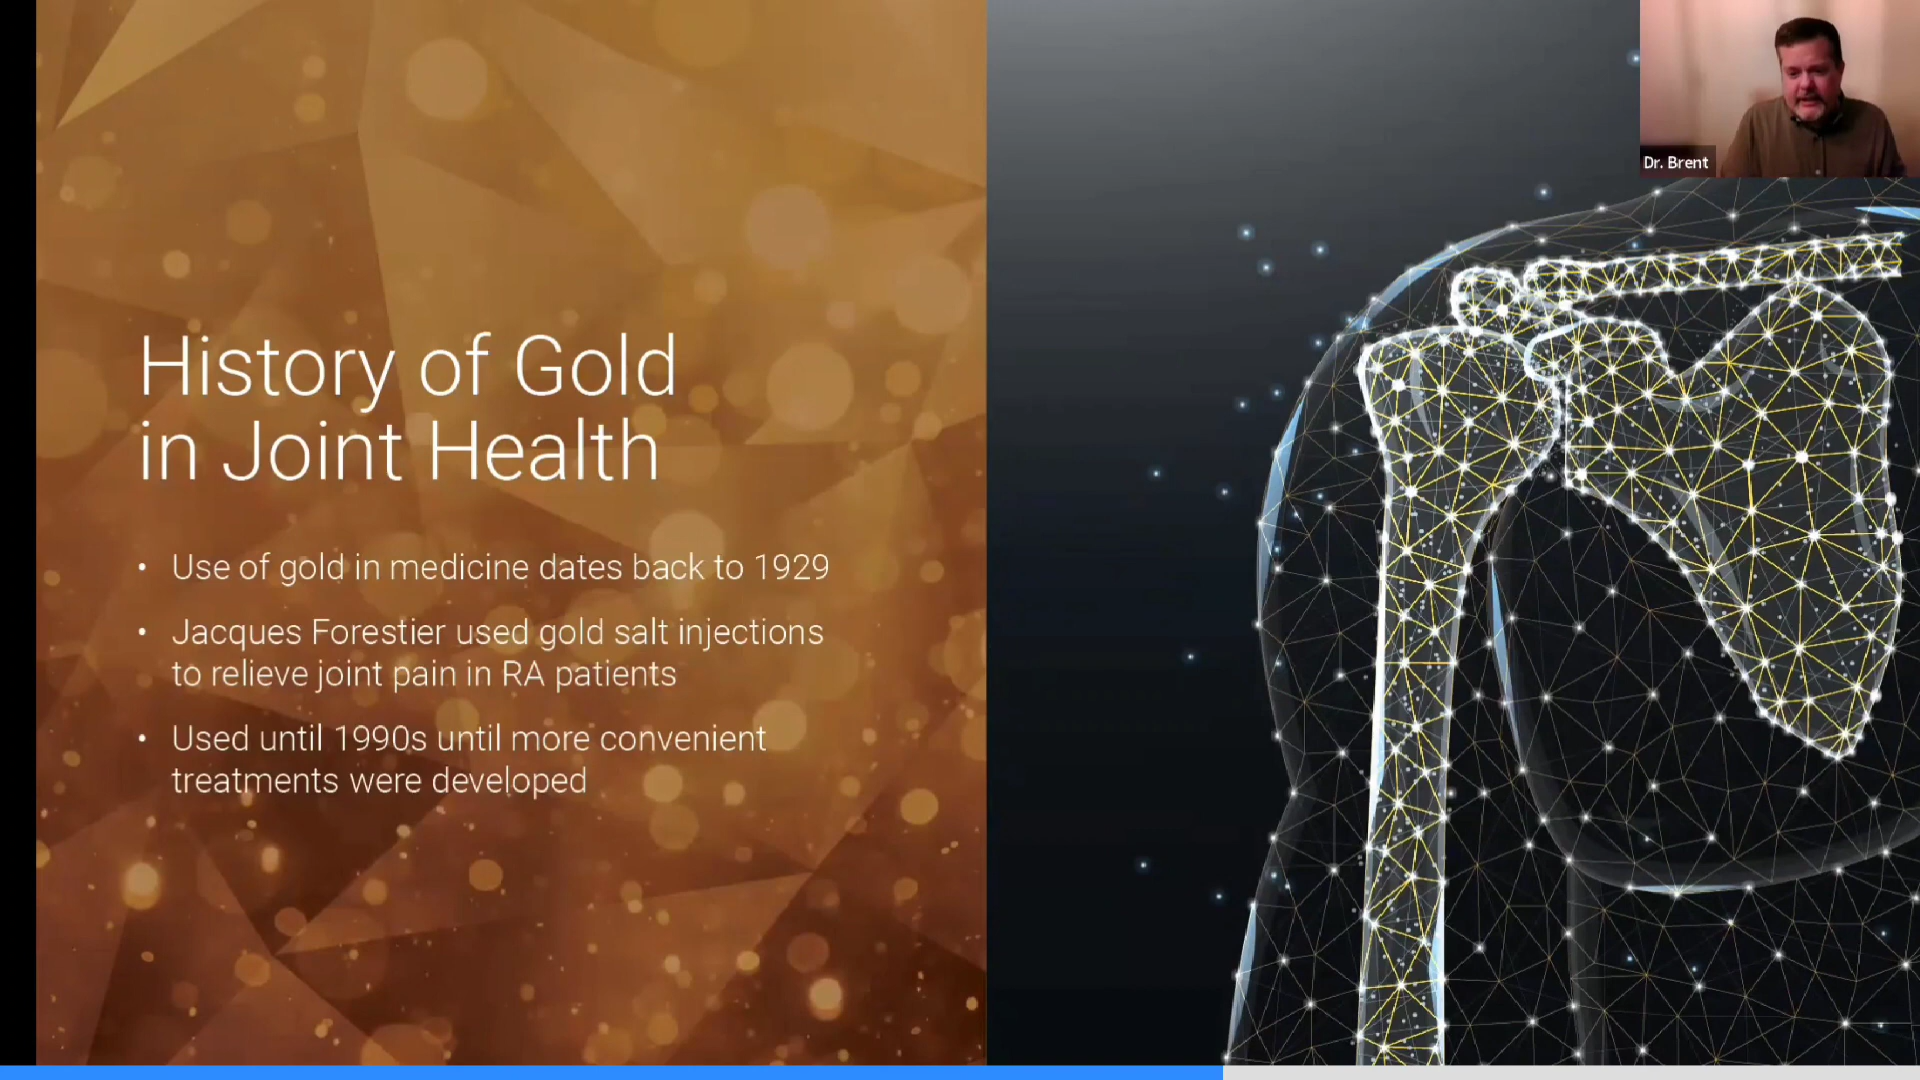 Dr. Brent
History of Gold
in Joint Health
• Use of gold in medicine dates back to 1929
• Jacques Forestier used gold salt injections
to relieve joint pain in RA patients
• Used until 1990s until more convenient
treatments were developed